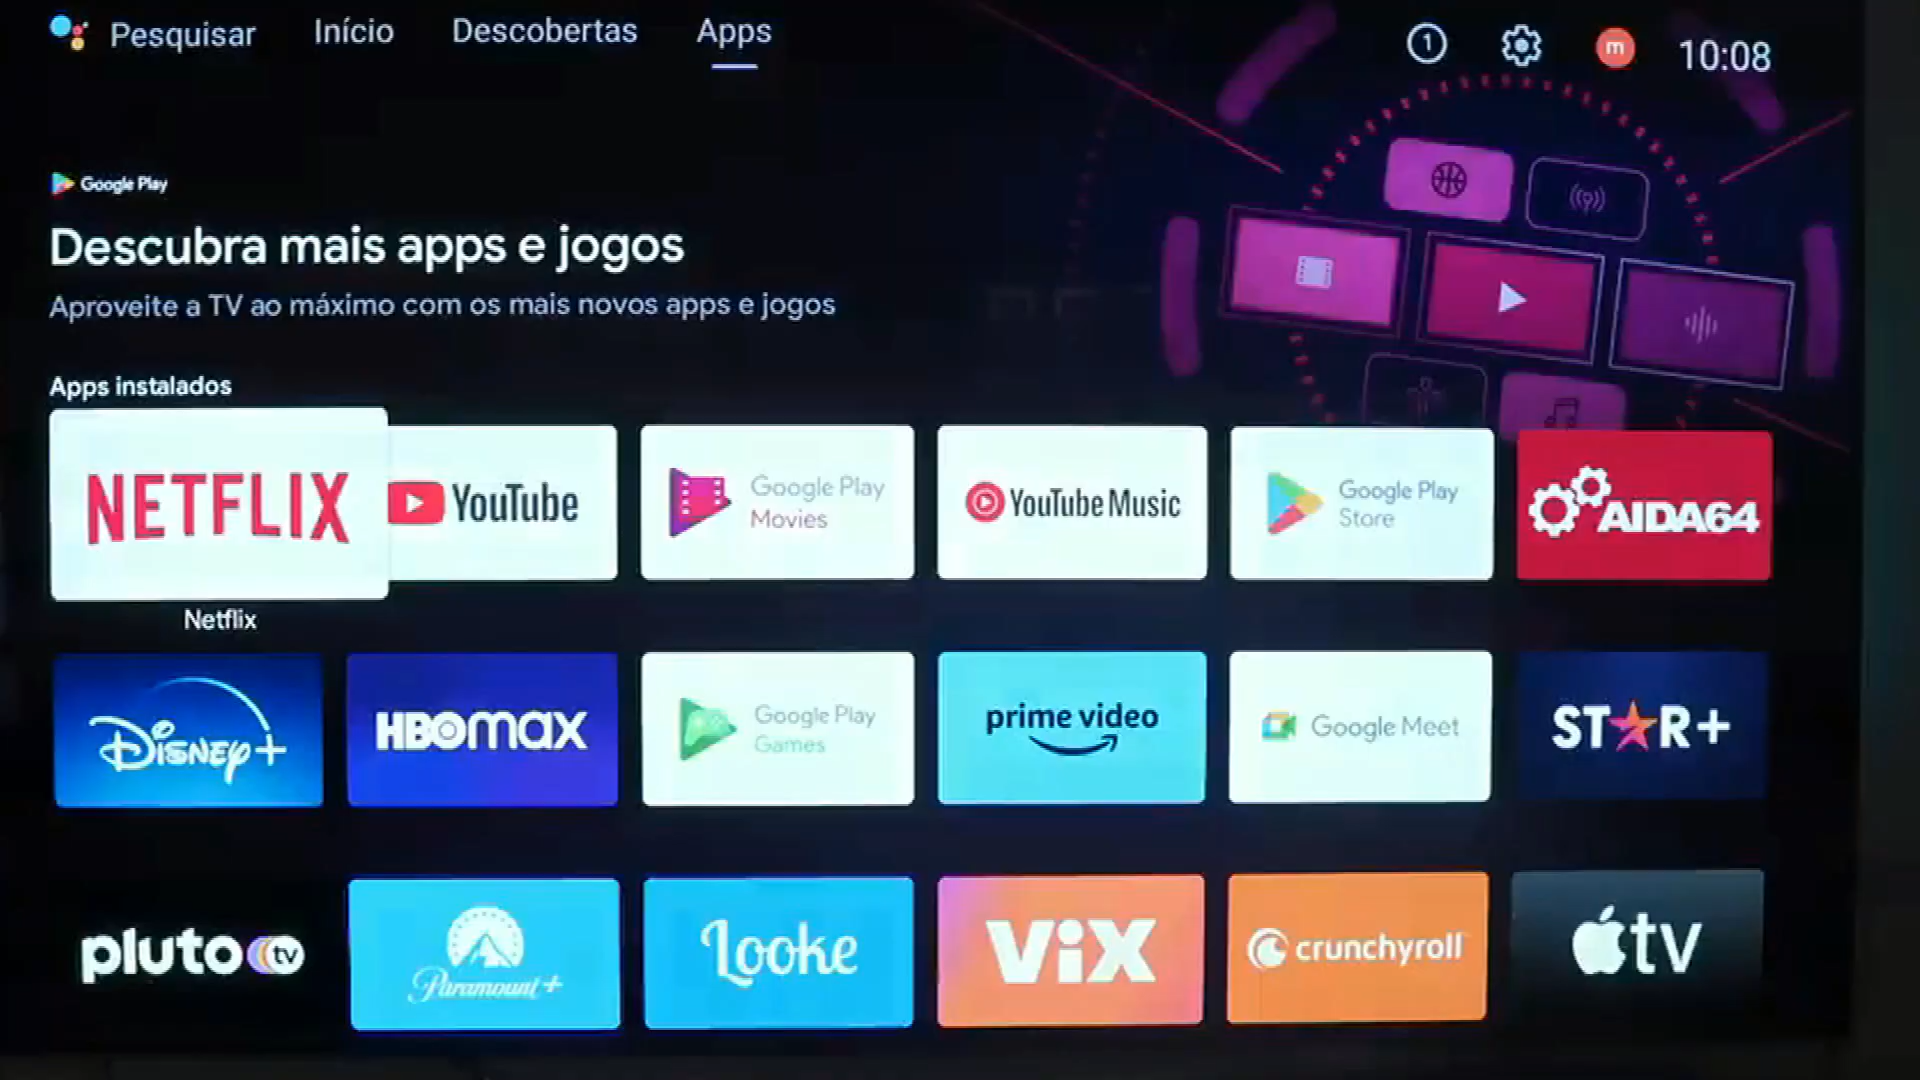 Pesquisar Início Descobertas Apps 1 m 10:08
Google Play
Descubra mais apps e jogos
Aproveite a TV ao máximo com os mais novos apps e jogos
Apps instalados
NETFLIX
YouTube
Google Play
Movies
YouTube Music
Google Play
Store
AIDA64
Netflix
Disney+
HBOmax
Google Play
Games
prime video
Google Meet
STAR+
pluto tv
Paramount+
Looke
ViX
crunchyroll
tv